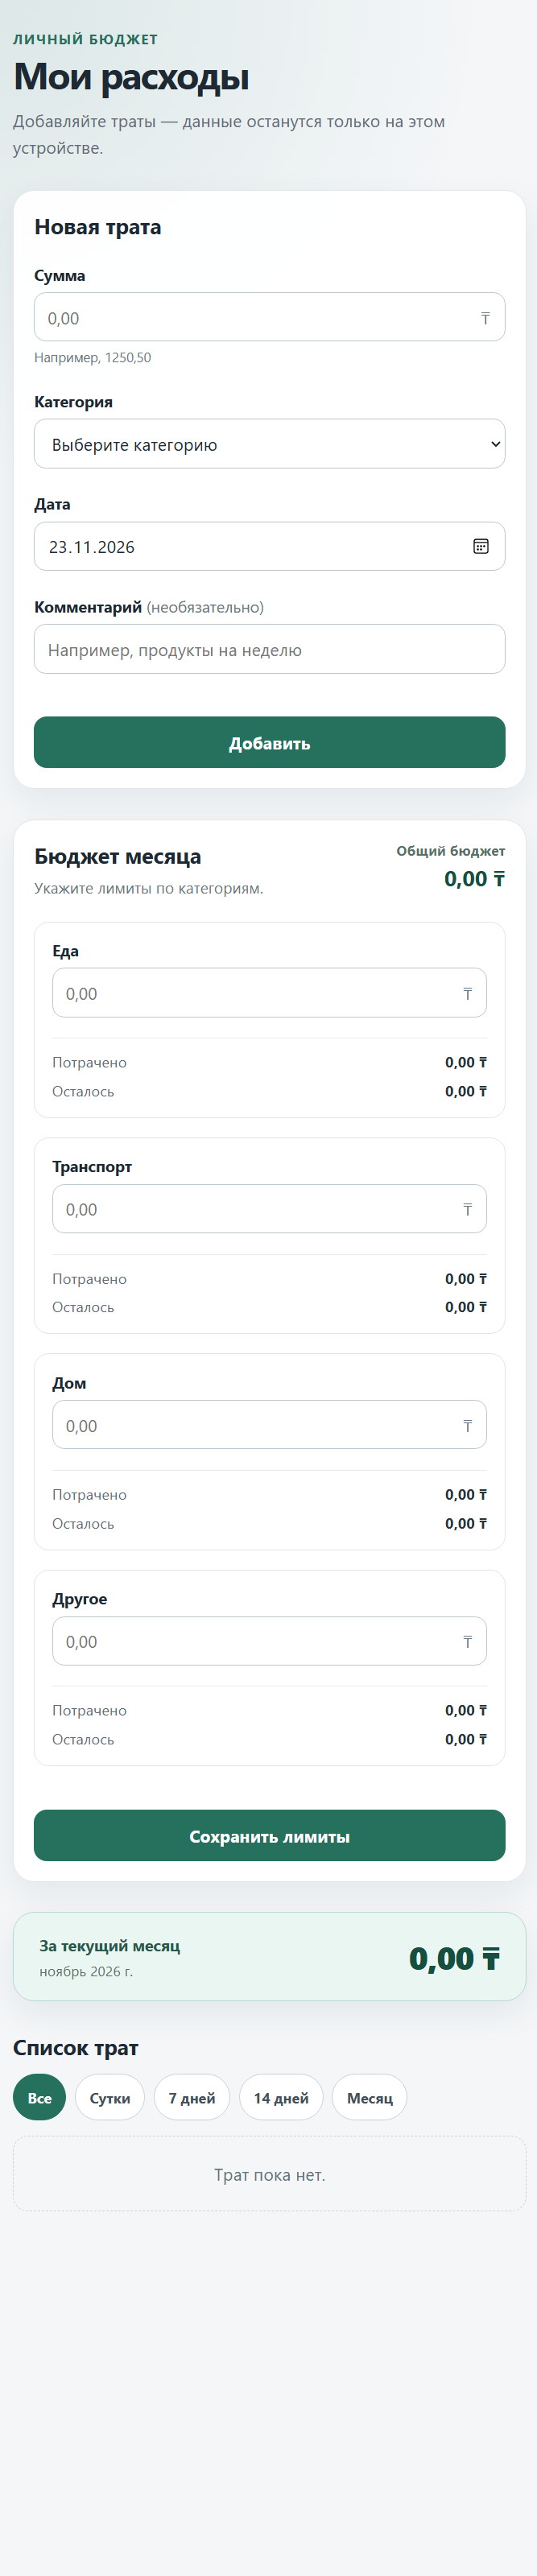 ЛИЧНЫЙ БЮДЖЕТ
Мои расходы
Добавляйте траты — данные останутся только на этом
устройстве.
Новая трата
Сумма
0,00 ₸
Например, 1250,50
Категория
Выберите категорию
Дата
23.11.2026
Комментарий (необязательно)
Например, продукты на неделю
Добавить
Бюджет месяца
Укажите лимиты по категориям.
Общий бюджет
0,00 ₸
Еда
0,00 ₸
Потрачено 0,00 ₸
Осталось 0,00 ₸
Транспорт
0,00 ₸
Потрачено 0,00 ₸
Осталось 0,00 ₸
Дом
0,00 ₸
Потрачено 0,00 ₸
Осталось 0,00 ₸
Другое
0,00 ₸
Потрачено 0,00 ₸
Осталось 0,00 ₸
Сохранить лимиты
За текущий месяц
ноябрь 2026 г.
0,00 ₸
Список трат
Все Сутки 7 дней 14 дней Месяц
Трат пока нет.